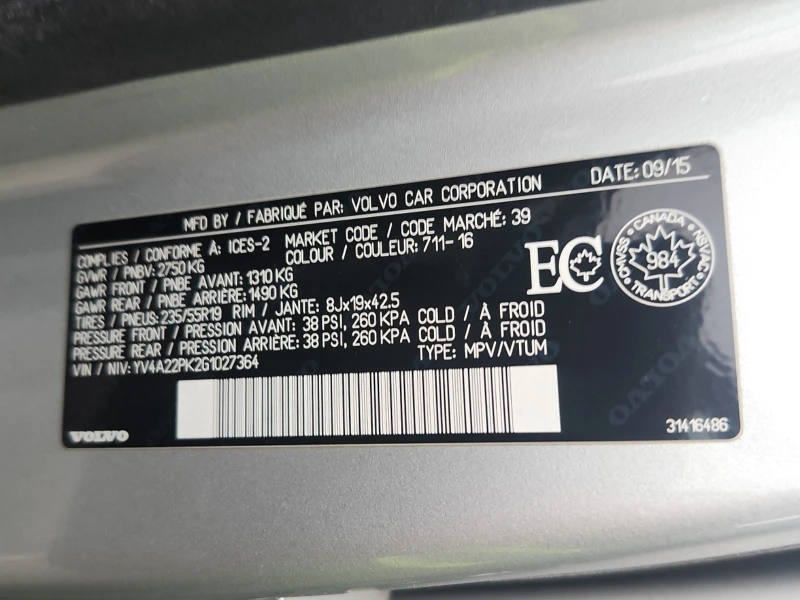 MFD BY / FABRIQUÉ PAR: VOLVO CAR CORPORATION DATE: 09/15
COMPLIES / CONFORME À: ICES-2 MARKET CODE / CODE MARCHÉ: 39
GVWR / PNBV: 2750 KG COLOUR / COULEUR: 711-16
GAWR FRONT / PNBE AVANT: 1310 KG
GAWR REAR / PNBE ARRIÈRE: 1490 KG
TIRES / PNEUS: 235/55R19 RIM / JANTE: 8Jx19x42.5
PRESSURE FRONT / PRESSION AVANT: 38 PSI, 260 KPA COLD / À FROID
PRESSURE REAR / PRESSION ARRIÈRE: 38 PSI, 260 KPA COLD / À FROID
VIN / NIV: YV4A22PK2G1027364 TYPE: MPV/VTUM
EC
CANADA
CMVSS NSVAC
984
TRANSPORT
VOLVO
31416486